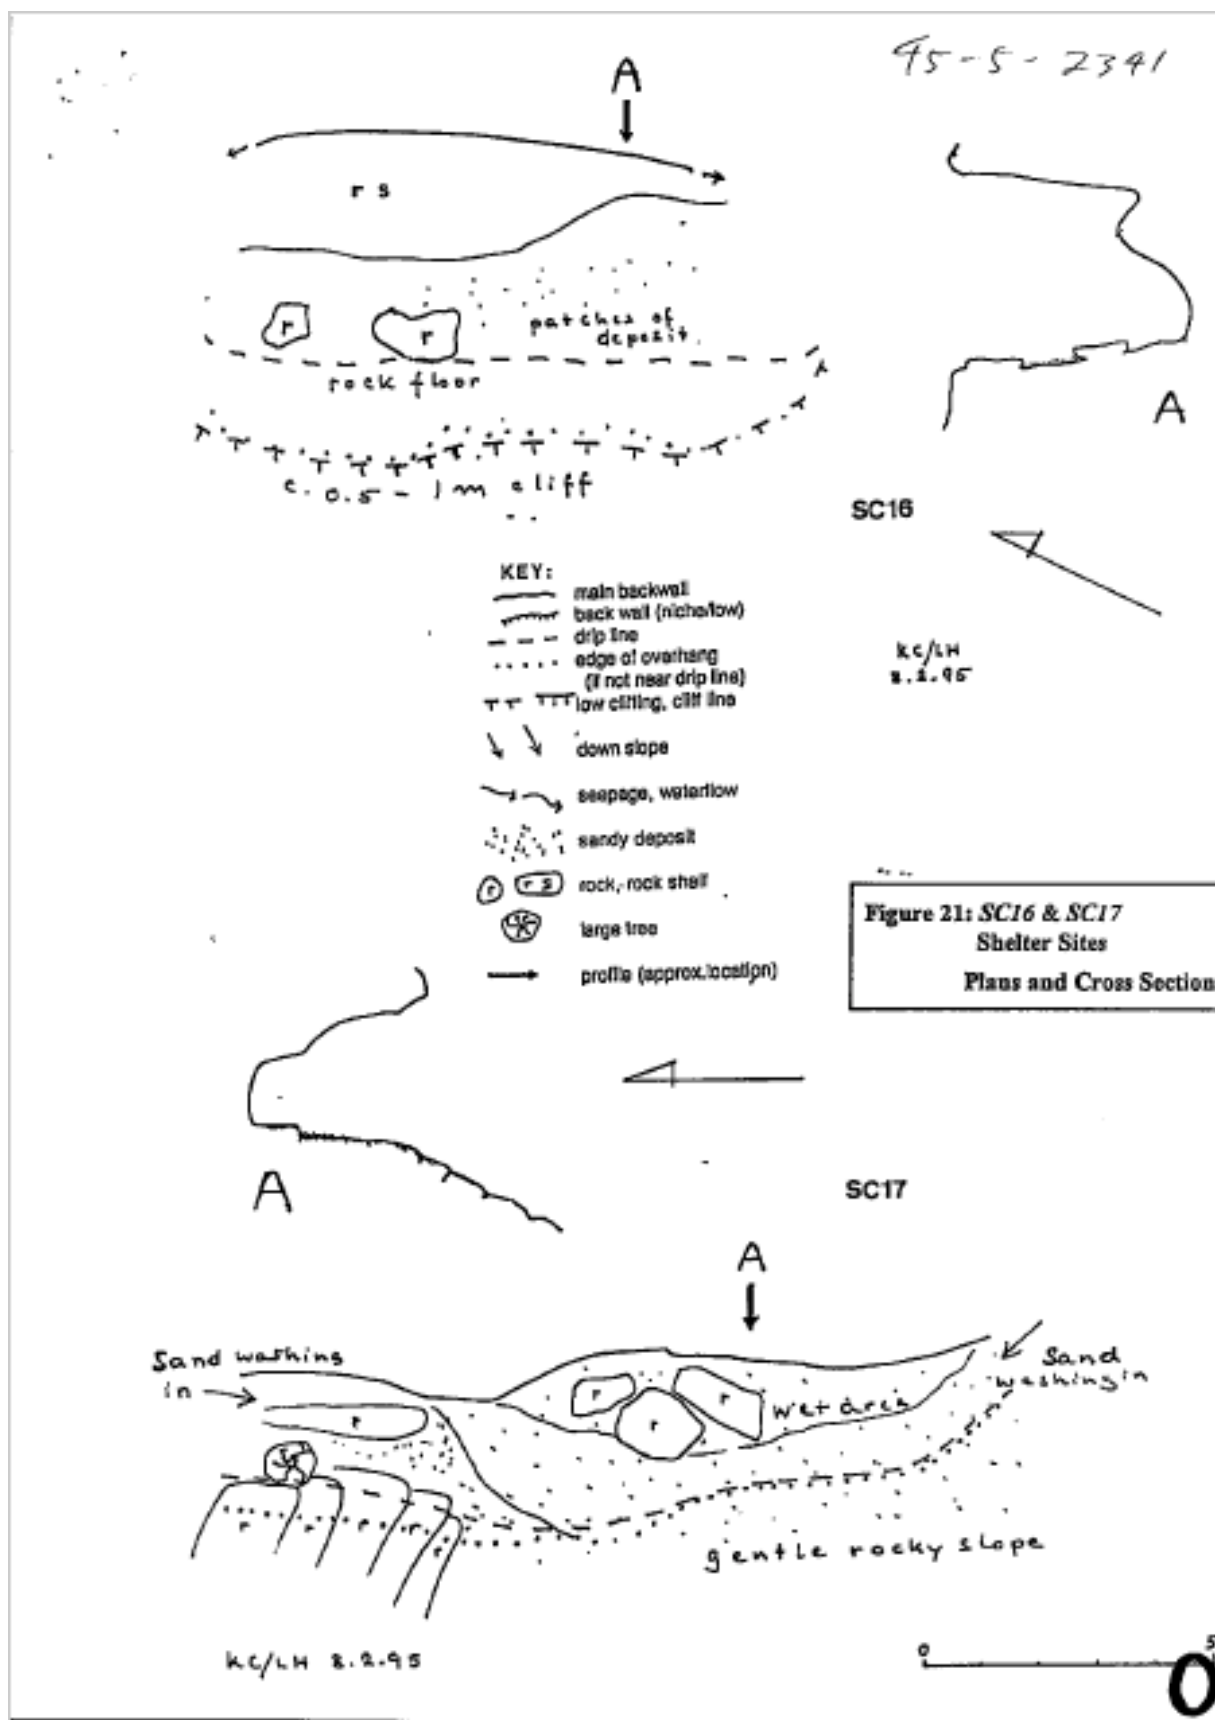 45-5-2341
A
r s
r
r
patches of
deposit.
rock floor
c. 0.5 - 1m cliff
A
SC16
KEY:
main backwall
back wall (niche/low)
drip line
edge of overhang
(if not near drip line)
low cliffing, cliff line
down slope
seepage, waterflow
sandy deposit
r
r s
rock, rock shelf
large tree
profile (approx.location)
KC/LH
8.2.95
Figure 21: SC16 & SC17
Shelter Sites
Plans and Cross Section
A
SC17
A
Sand washing
in
Sand
washing in
r
r
r
r
wet area
r
r
r
r
r
gentle rocky slope
KC/LH 8.2.95
0
5
0